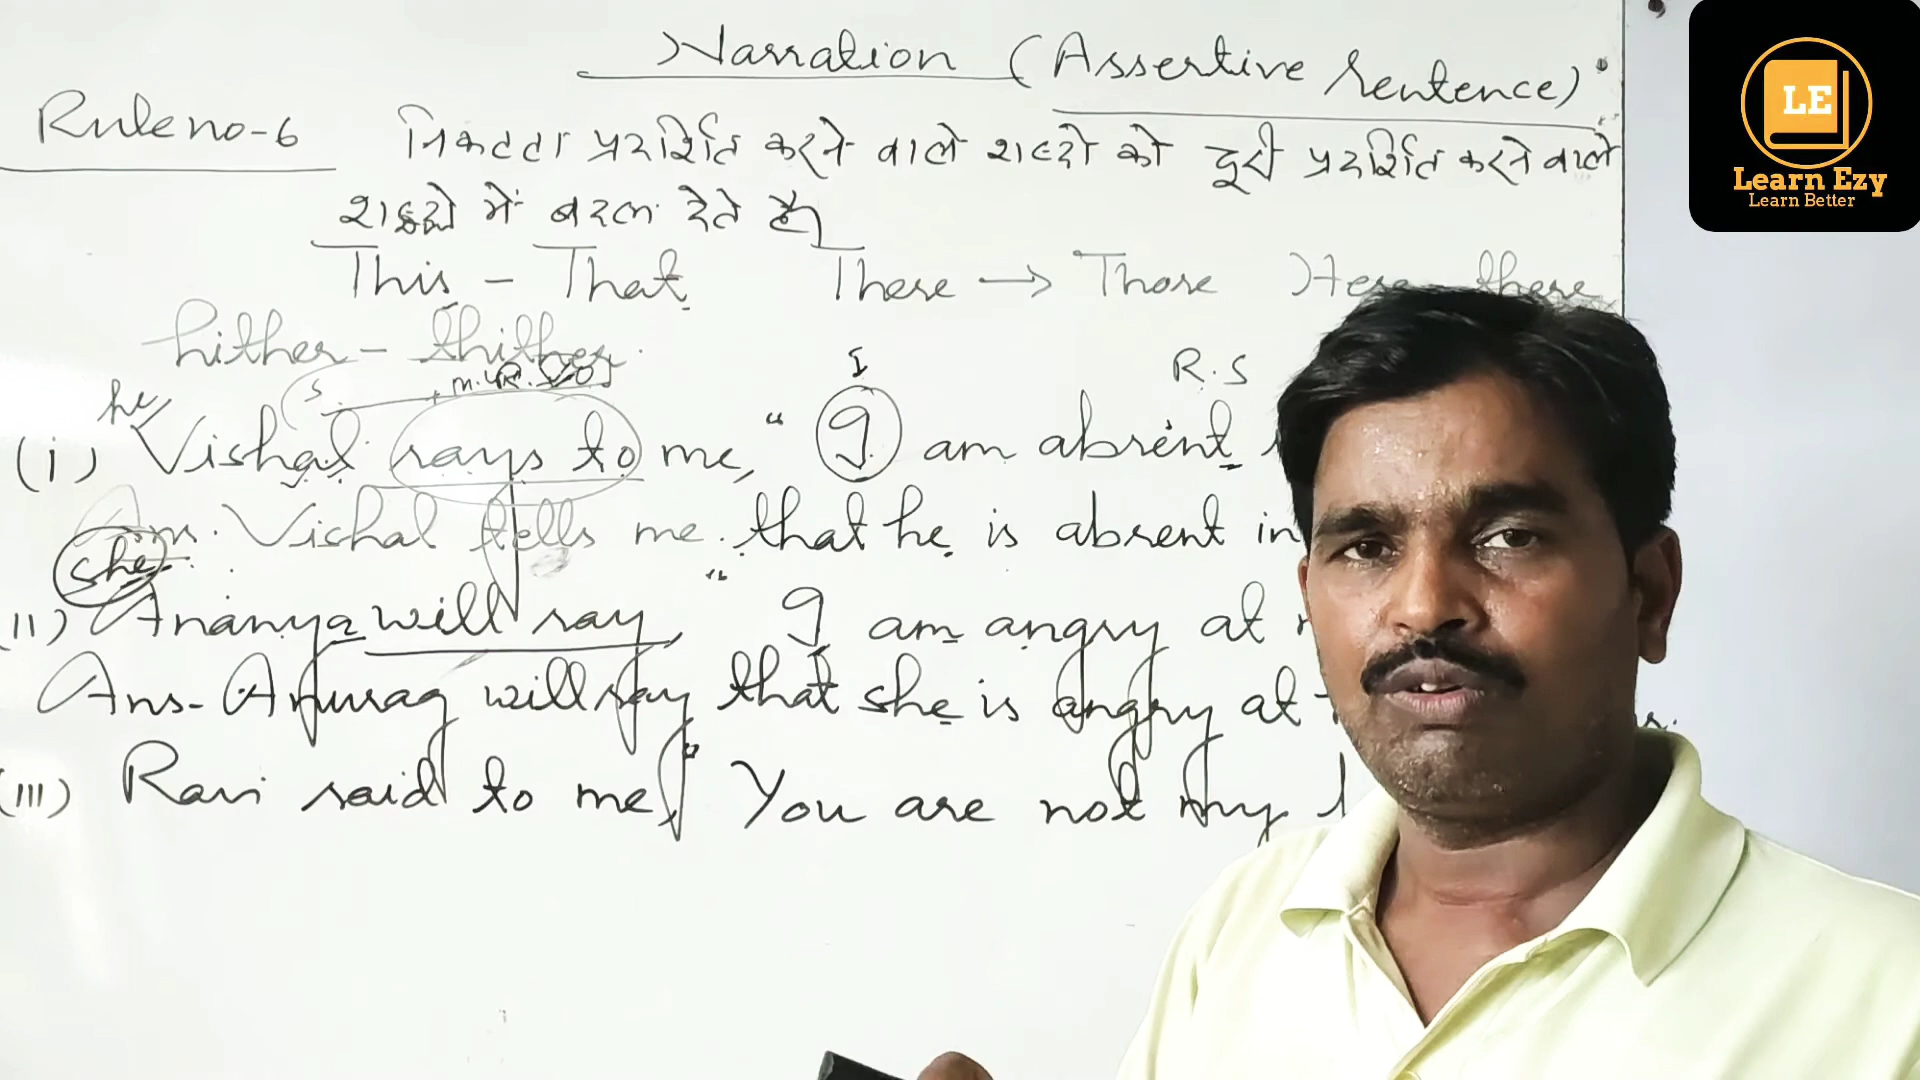 Narration (Assertive Sentence)
Rule no-6 निकटता प्रदर्शित करने वाले शब्दो को दूरी प्रदर्शित करने वाले
शब्दो में बदल देते है।
This - That These → Those Here there
hither - thither
he S I R.S
(i) Vishal says to me, " I am absent
Ans. Vishal tells me that he is absent in
she
(ii) Ananya will say, " I am angry at
Ans- Anurag will say that she is angry at
(iii) Ravi said to me, " You are not my
LE
Learn Ezy
Learn Better